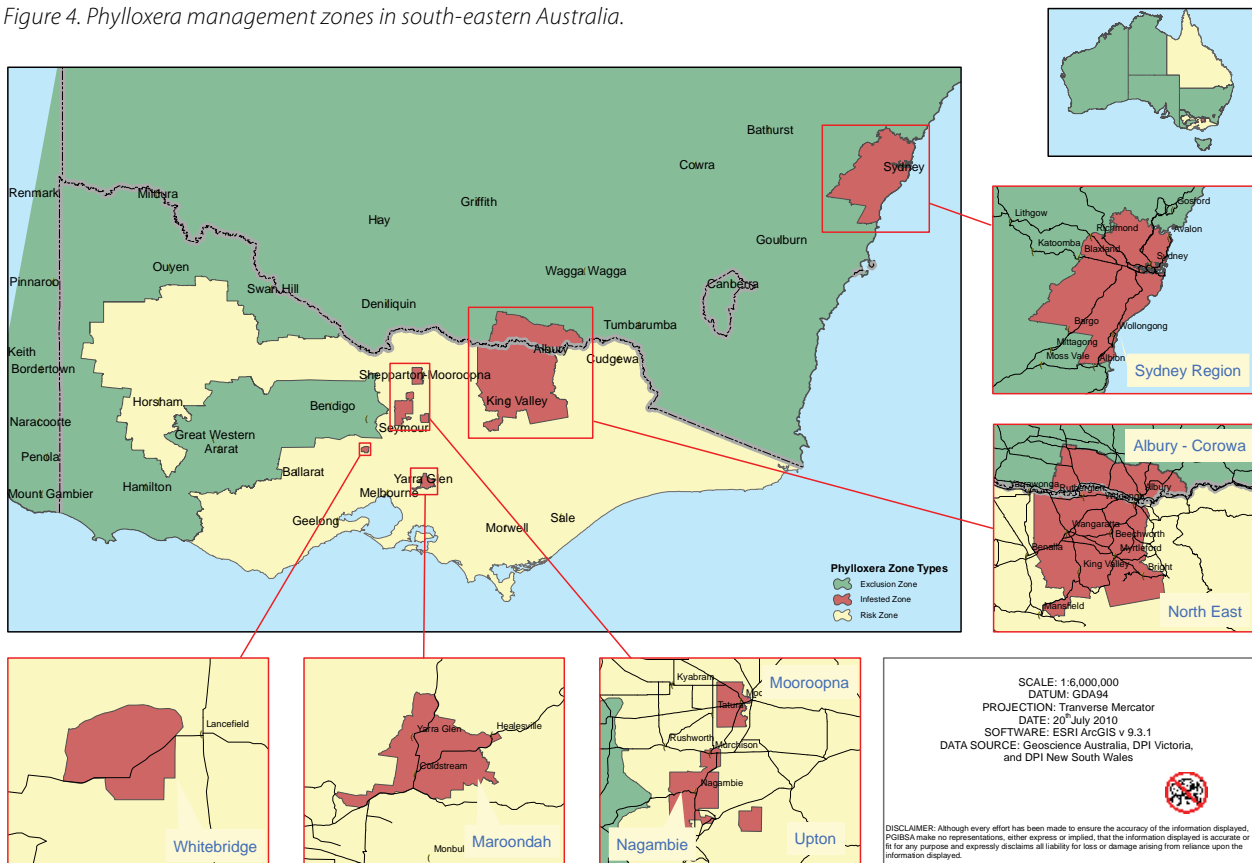 Figure 4. Phylloxera management zones in south-eastern Australia.
Bathurst
Cowra
Sydney
Renmark
Mildura
Hay
Griffith
Goulburn
Ouyen
Wagga Wagga
Pinnaroo
Swan Hill
Canberra
Deniliquin
Tumbarumba
Keith
Albury
Cudgewa
Bordertown
Shepparton-Mooroopna
Horsham
Bendigo
King Valley
Naracoorte
Great Western
Seymour
Ararat
Penola
Ballarat
Yarra Glen
Mount Gambier
Hamilton
Melbourne
Geelong
Morwell
Sale
Phylloxera Zone Types
Exclusion Zone
Infested Zone
Risk Zone
Gosford
Lithgow
Richmond
Avalon
Katoomba
Blaxland
Sydney
Bargo
Wollongong
Mittagong
Moss Vale
Albion
Sydney Region
Albury - Corowa
Yarrawonga
Rutherglen
Wodonga
Albury
Wangaratta
Beechworth
Benalla
Myrtleford
King Valley
Bright
Mansfield
North East
Lancefield
Whitebridge
Yarra Glen
Healesville
Coldstream
Monbul
Maroondah
Kyabram
Mooroopna
Moo
Tatura
Rushworth
Murchison
Nagambie
Nagambie
Upton
SCALE: 1:6,000,000
DATUM: GDA94
PROJECTION: Tranverse Mercator
DATE: 20th July 2010
SOFTWARE: ESRI ArcGIS v 9.3.1
DATA SOURCE: Geoscience Australia, DPI Victoria,
and DPI New South Wales
DISCLAIMER: Although every effort has been made to ensure the accuracy of the information displayed,
PGIBSA make no representations, either express or implied, that the information displayed is accurate or
fit for any purpose and expressly disclaims all liability for loss or damage arising from reliance upon the
information displayed.